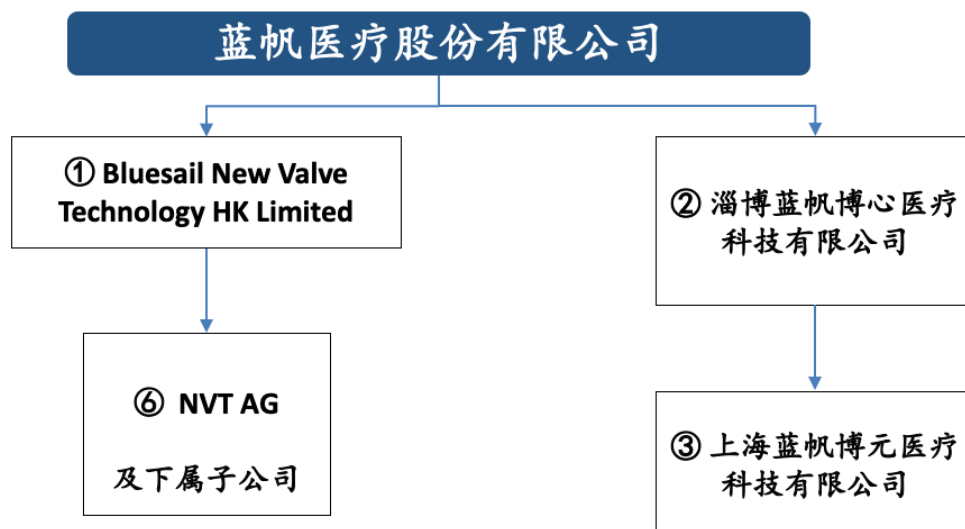 蓝帆医疗股份有限公司
① Bluesail New Valve
Technology HK Limited
② 淄博蓝帆博心医疗
科技有限公司
⑥ NVT AG
及下属子公司
③ 上海蓝帆博元医疗
科技有限公司